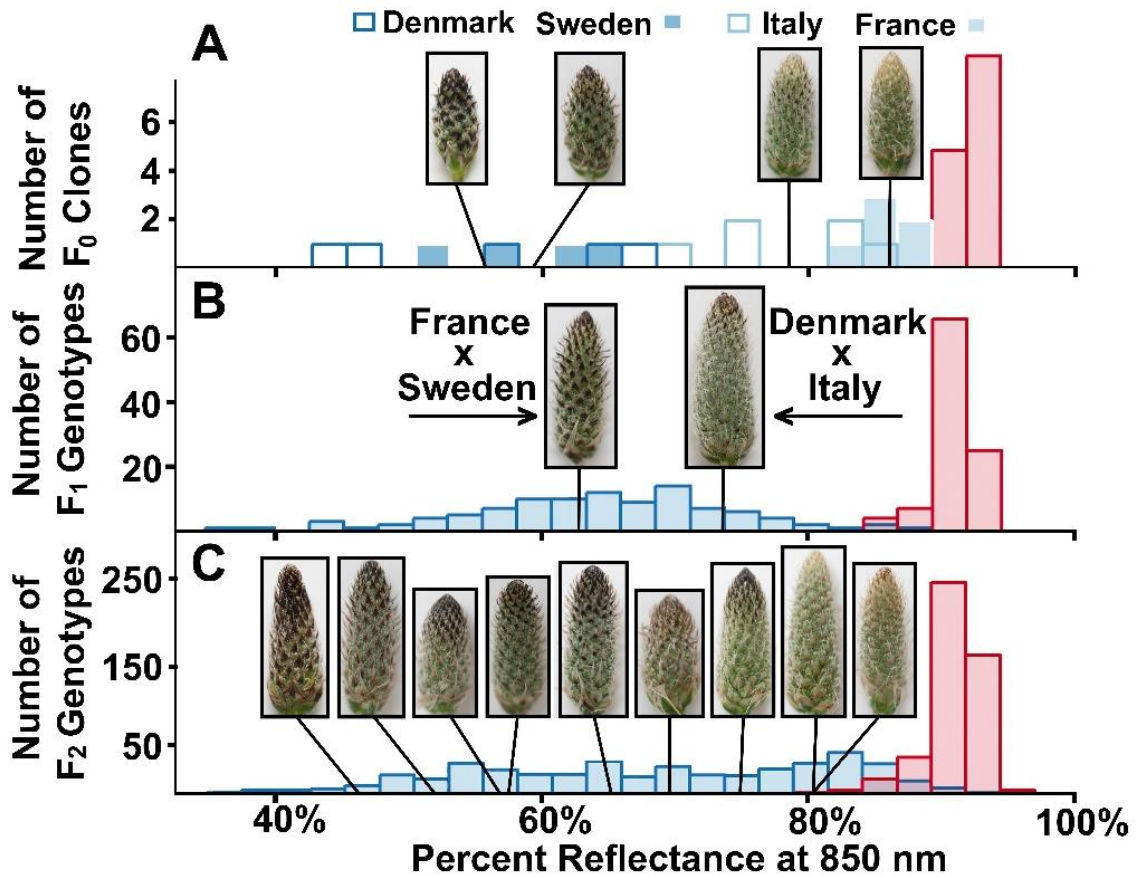 Denmark Sweden Italy France
A
Number of
F₀ Clones
6
4
2
B
Number of
F₁ Genotypes
60
40
20
France
x
Sweden
Denmark
x
Italy
C
Number of
F₂ Genotypes
250
150
50
40% 60% 80% 100%
Percent Reflectance at 850 nm